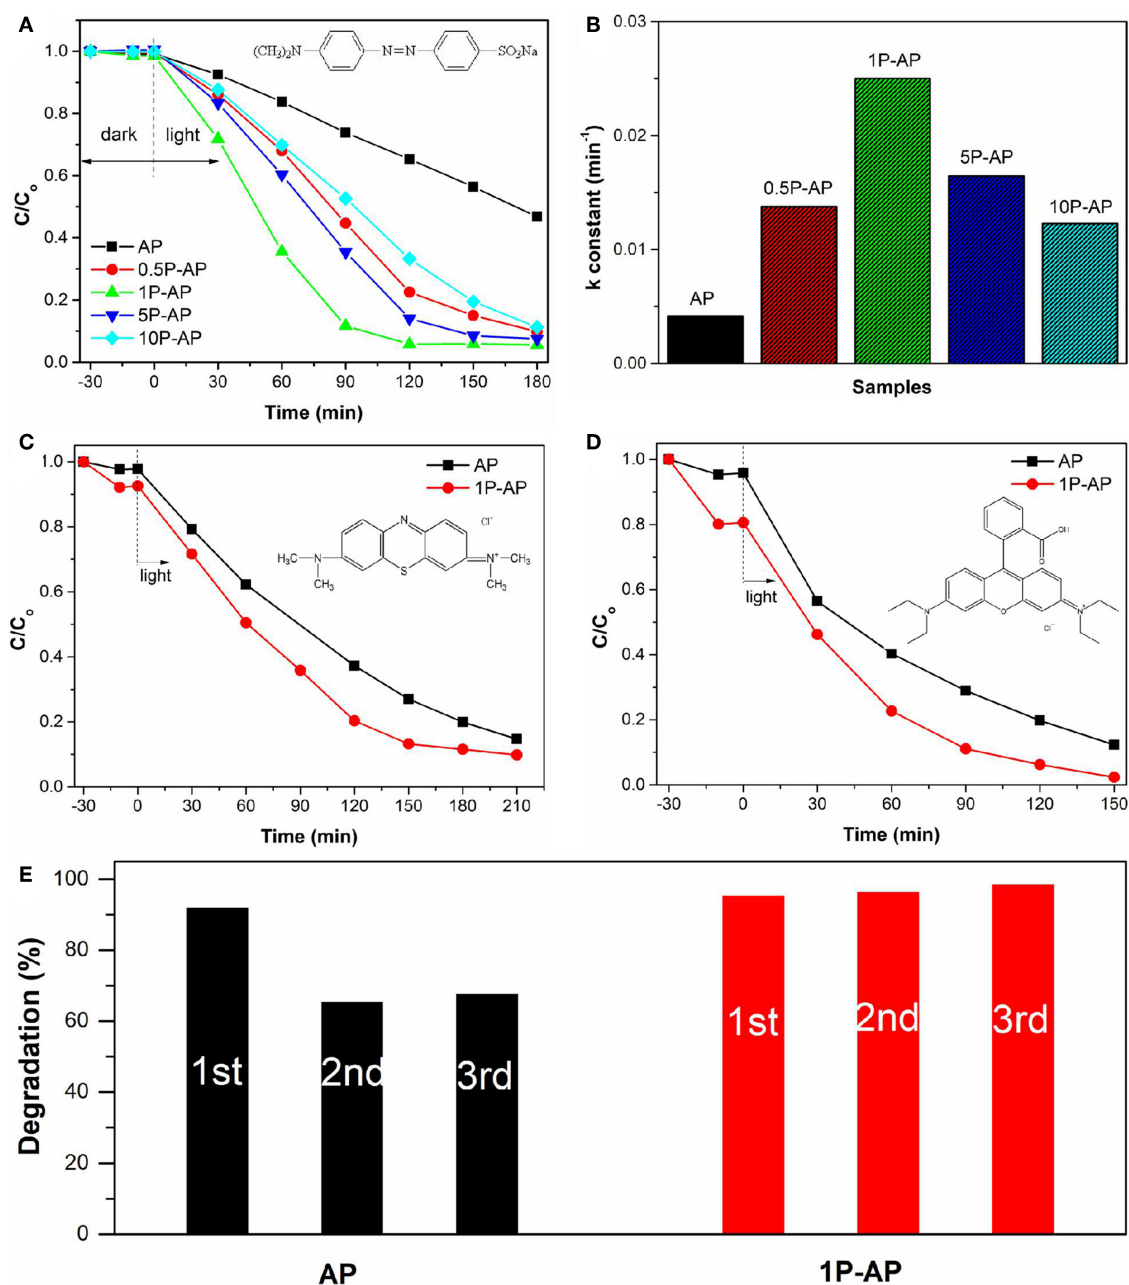 A
1.0
0.8
0.6
0.4
0.2
0.0
C/C₀
(CH₃)₂N
N=N
SO₃Na
dark
light
AP
0.5P-AP
1P-AP
5P-AP
10P-AP
-30 0 30 60 90 120 150 180
Time (min)
B
0.03
0.02
0.01
0.00
k constant (min⁻¹)
AP
0.5P-AP
1P-AP
5P-AP
10P-AP
Samples
C
1.0
0.8
0.6
0.4
0.2
0.0
C/C₀
AP
1P-AP
light
N
Cl⁻
H₃C
N
CH₃
S
N⁺
CH₃
CH₃
-30 0 30 60 90 120 150 180 210
Time (min)
D
1.0
0.8
0.6
0.4
0.2
0.0
C/C₀
AP
1P-AP
light
OH
O
N
O
N⁺
Cl⁻
-30 0 30 60 90 120 150
Time (min)
E
100
80
60
40
20
0
Degradation (%)
1st
2nd
3rd
1st
2nd
3rd
AP
1P-AP